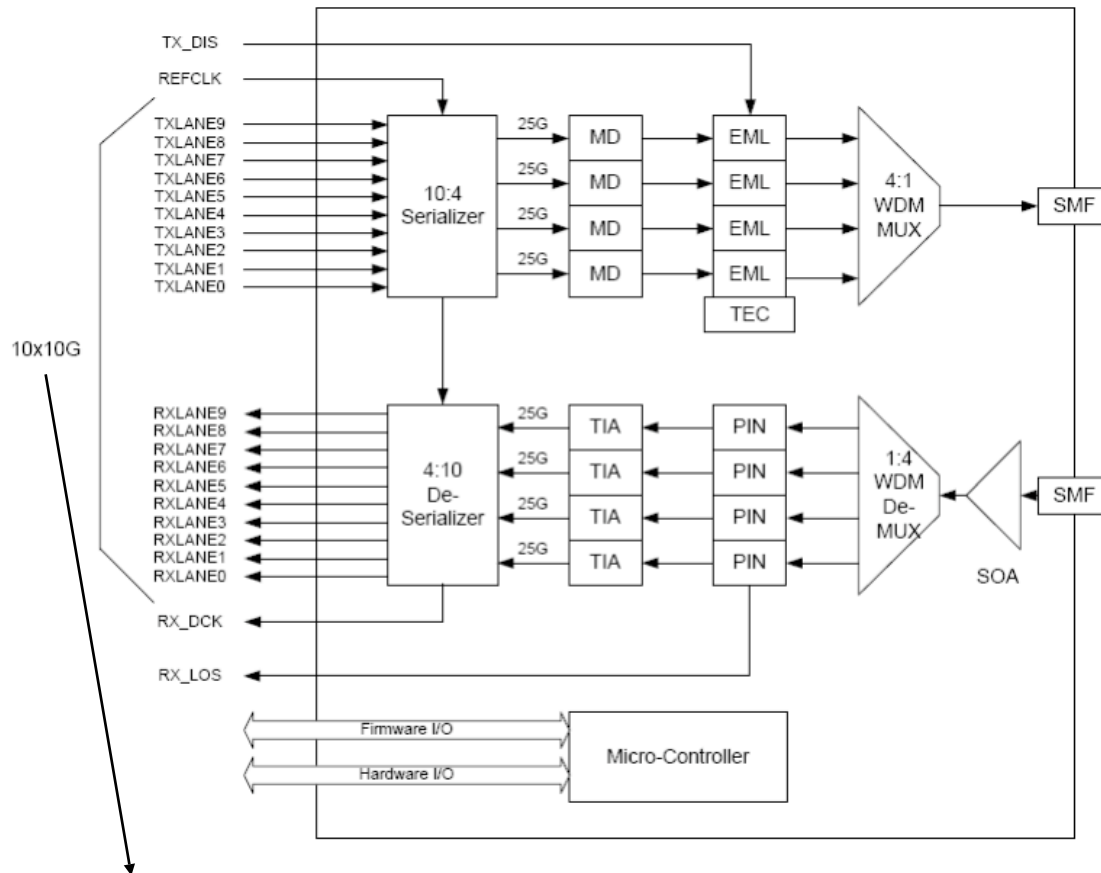 TX_DIS
REFCLK
TXLANE9
TXLANE8
TXLANE7
TXLANE6
TXLANE5
TXLANE4
TXLANE3
TXLANE2
TXLANE1
TXLANE0
10:4
Serializer
25G
25G
25G
25G
MD
MD
MD
MD
EML
EML
EML
EML
TEC
4:1
WDM
MUX
SMF
10x10G
RXLANE9
RXLANE8
RXLANE7
RXLANE6
RXLANE5
RXLANE4
RXLANE3
RXLANE2
RXLANE1
RXLANE0
4:10
De-
Serializer
25G
25G
25G
25G
TIA
TIA
TIA
TIA
PIN
PIN
PIN
PIN
1:4
WDM
De-
MUX
SOA
SMF
RX_DCK
RX_LOS
Firmware I/O
Hardware I/O
Micro-Controller